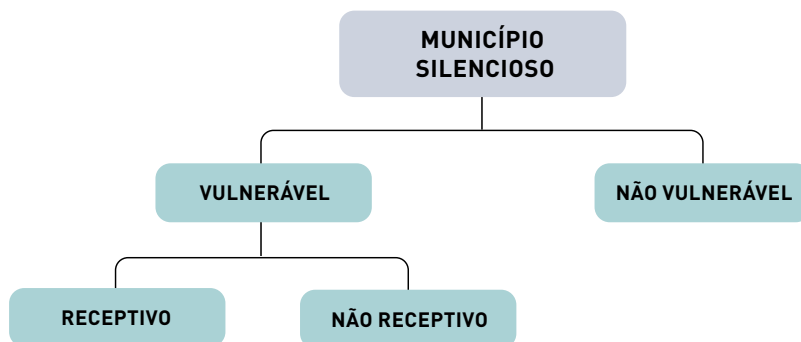 MUNICÍPIO
SILENCIOSO
VULNERÁVEL
NÃO VULNERÁVEL
RECEPTIVO
NÃO RECEPTIVO